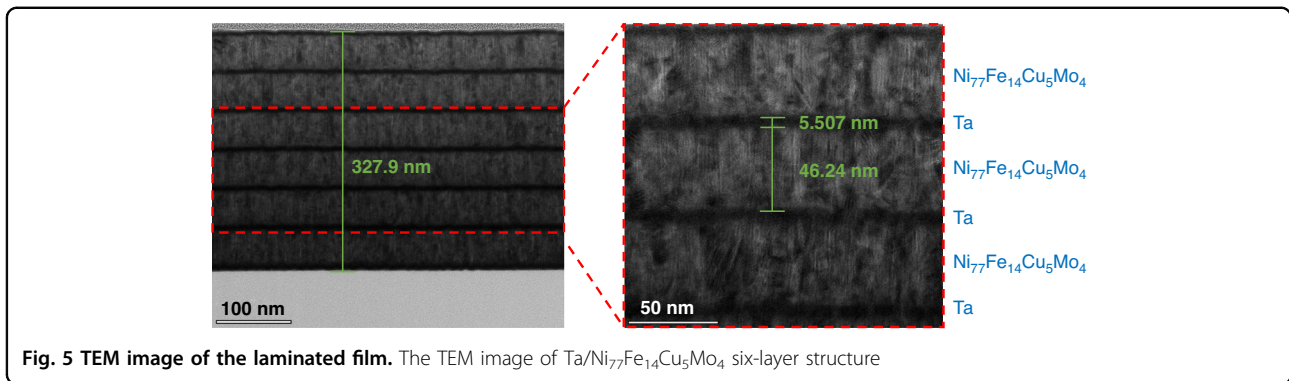 327.9 nm
100 nm
5.507 nm
46.24 nm
50 nm
Ni₇₇Fe₁₄Cu₅Mo₄
Ta
Ni₇₇Fe₁₄Cu₅Mo₄
Ta
Ni₇₇Fe₁₄Cu₅Mo₄
Ta
Fig. 5 TEM image of the laminated film. The TEM image of Ta/Ni₇₇Fe₁₄Cu₅Mo₄ six-layer structure